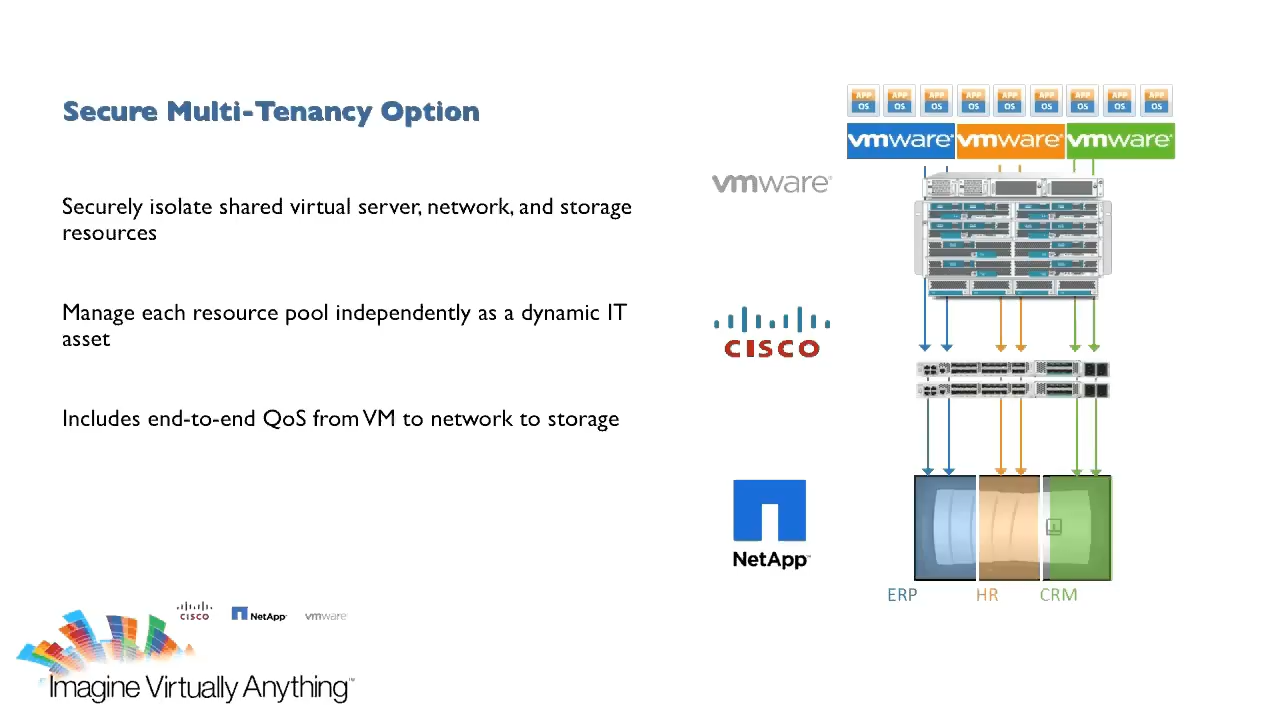 Secure Multi-Tenancy Option
Securely isolate shared virtual server, network, and storage
resources
Manage each resource pool independently as a dynamic IT
asset
Includes end-to-end QoS from VM to network to storage
APP APP APP APP APP APP APP APP APP
OS OS OS OS OS OS OS OS OS
vmware® vmware® vmware®
vmware®
CISCO
NetApp™
ERP HR CRM
CISCO NetApp™ vmware®
Imagine Virtually Anything™